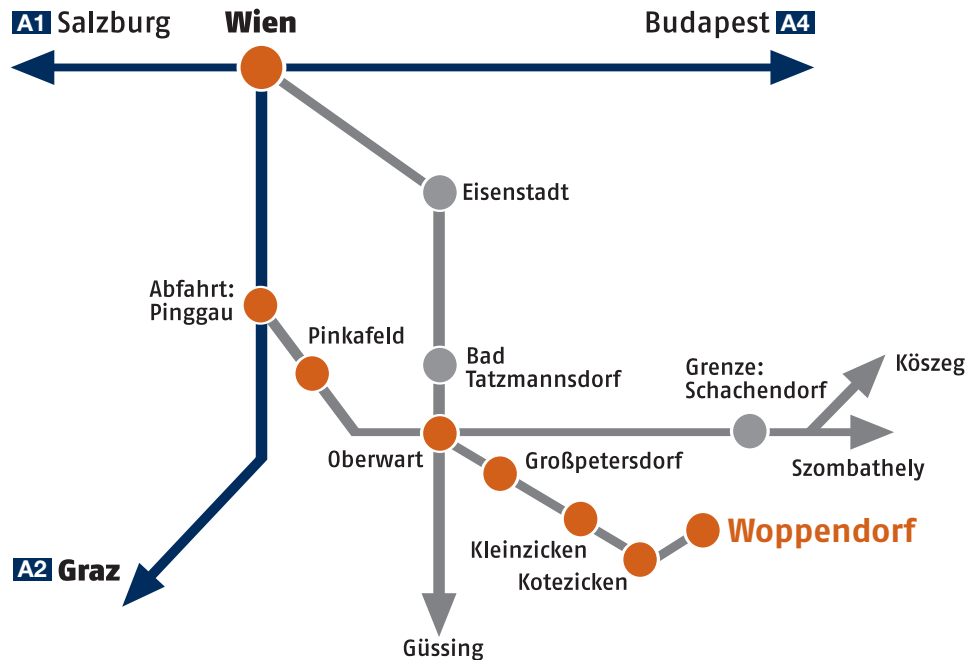 A1 Salzburg
Wien
Budapest A4
Eisenstadt
Abfahrt:
Pinggau
Pinkafeld
Bad
Tatzmannsdorf
Grenze:
Schachendorf
Köszeg
Oberwart
Großpetersdorf
Szombathely
Woppendorf
Kleinzicken
Kotezicken
A2 Graz
Güssing